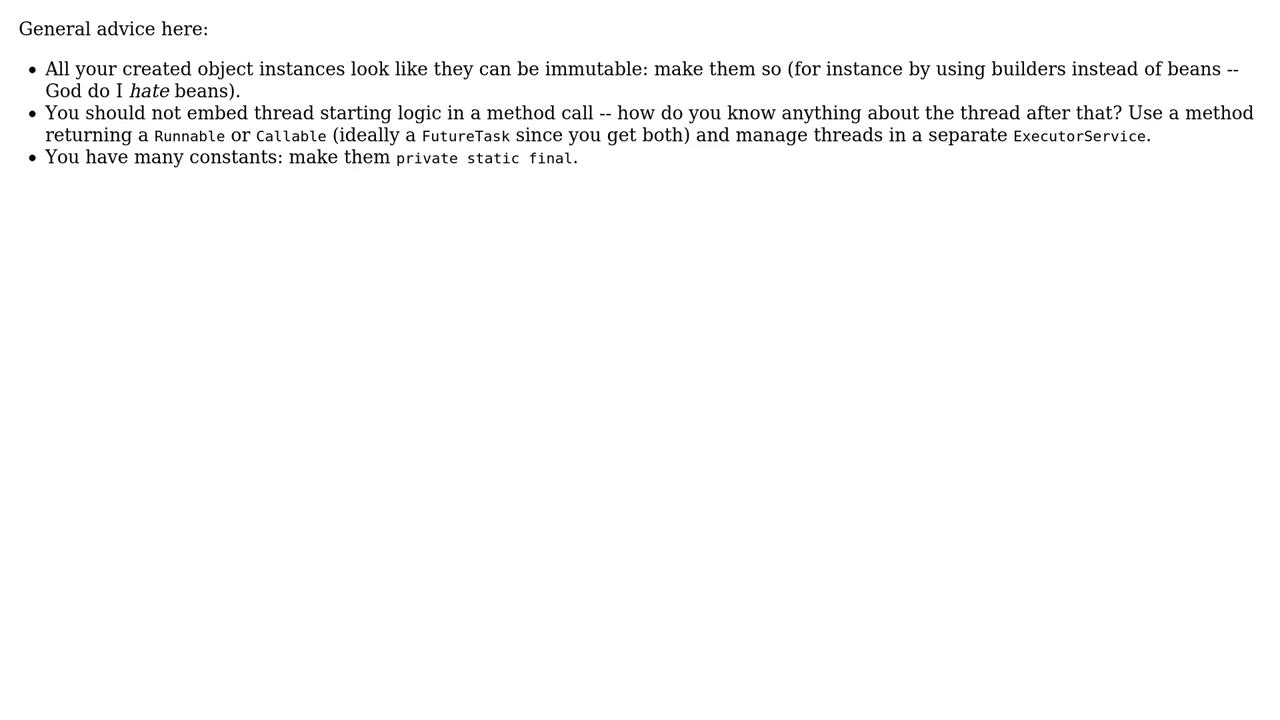 General advice here:
• All your created object instances look like they can be immutable: make them so (for instance by using builders instead of beans --
God do I hate beans).
• You should not embed thread starting logic in a method call -- how do you know anything about the thread after that? Use a method
returning a Runnable or Callable (ideally a FutureTask since you get both) and manage threads in a separate ExecutorService.
• You have many constants: make them private static final.